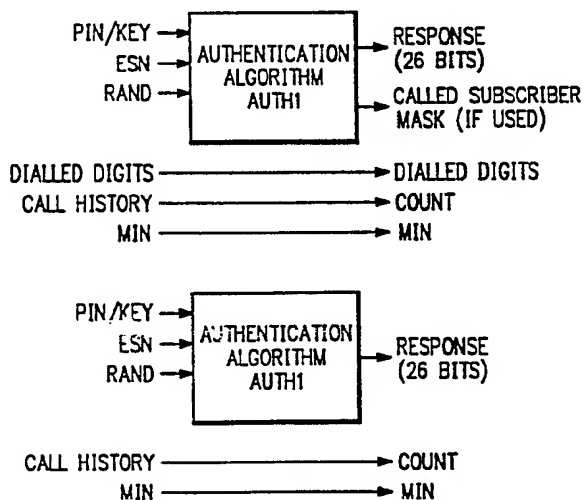 PIN/KEY
ESN
RAND
AUTHENTICATION
ALGORITHM
AUTH1
RESPONSE
(26 BITS)
CALLED SUBSCRIBER
MASK (IF USED)
DIALLED DIGITS
DIALLED DIGITS
CALL HISTORY
COUNT
MIN
MIN
PIN/KEY
ESN
RAND
AUTHENTICATION
ALGORITHM
AUTH1
RESPONSE
(26 BITS)
CALL HISTORY
COUNT
MIN
MIN